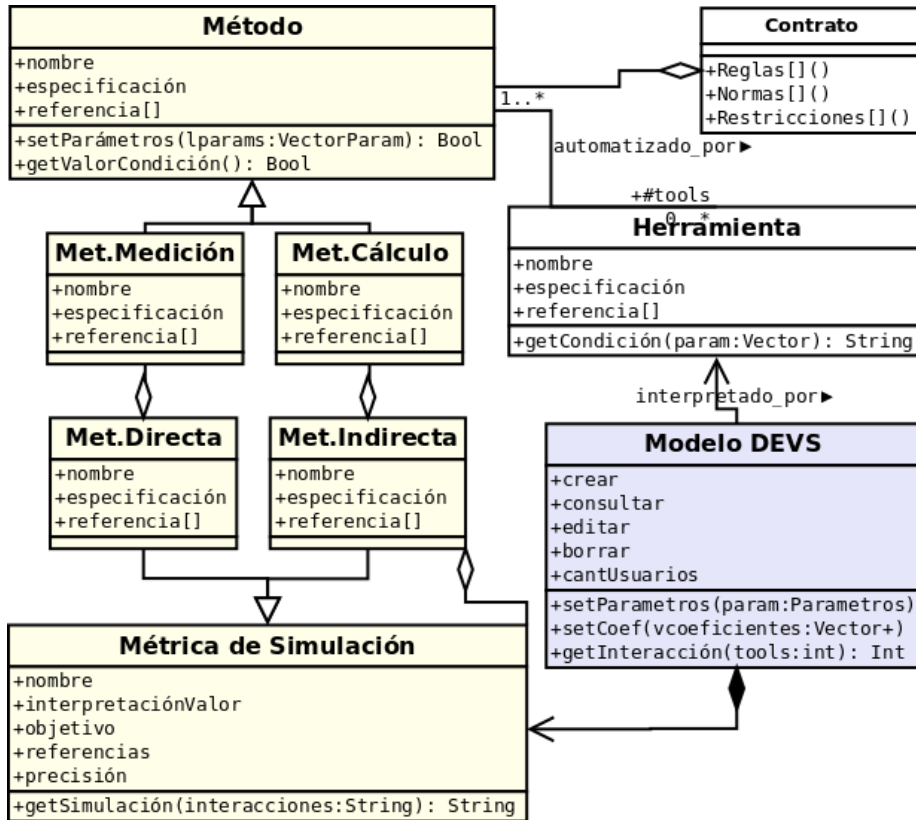 Método
+nombre
+especificación
+referencia[]
+setParámetros(lparams:VectorParam): Bool
+getValorCondición(): Bool
Contrato
+Reglas[]()
+Normas[]()
+Restricciones[]()
1..*
automatizado_por▶
+#tools
0..*
Herramienta
+nombre
+especificación
+referencia[]
+getCondición(param:Vector): String
Met.Medición
+nombre
+especificación
+referencia[]
Met.Cálculo
+nombre
+especificación
+referencia[]
interpretado_por▶
Met.Directa
+nombre
+especificación
+referencia[]
Met.Indirecta
+nombre
+especificación
+referencia[]
Modelo DEVS
+crear
+consultar
+editar
+borrar
+cantUsuarios
+setParametros(param:Parametros)
+setCoef(vcoeficientes:Vector+)
+getInteracción(tools:int): Int
Métrica de Simulación
+nombre
+interpretaciónValor
+objetivo
+referencias
+precisión
+getSimulación(interacciones:String): String